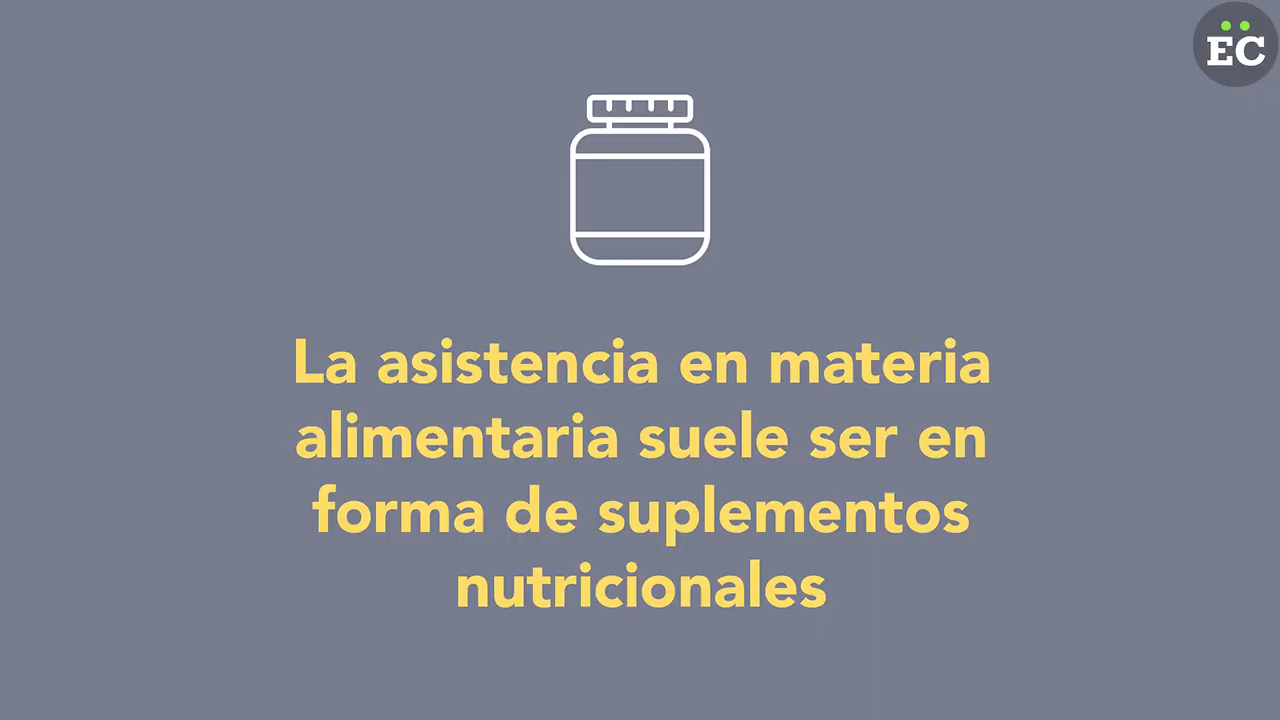 EC
La asistencia en materia
alimentaria suele ser en
forma de suplementos
nutricionales